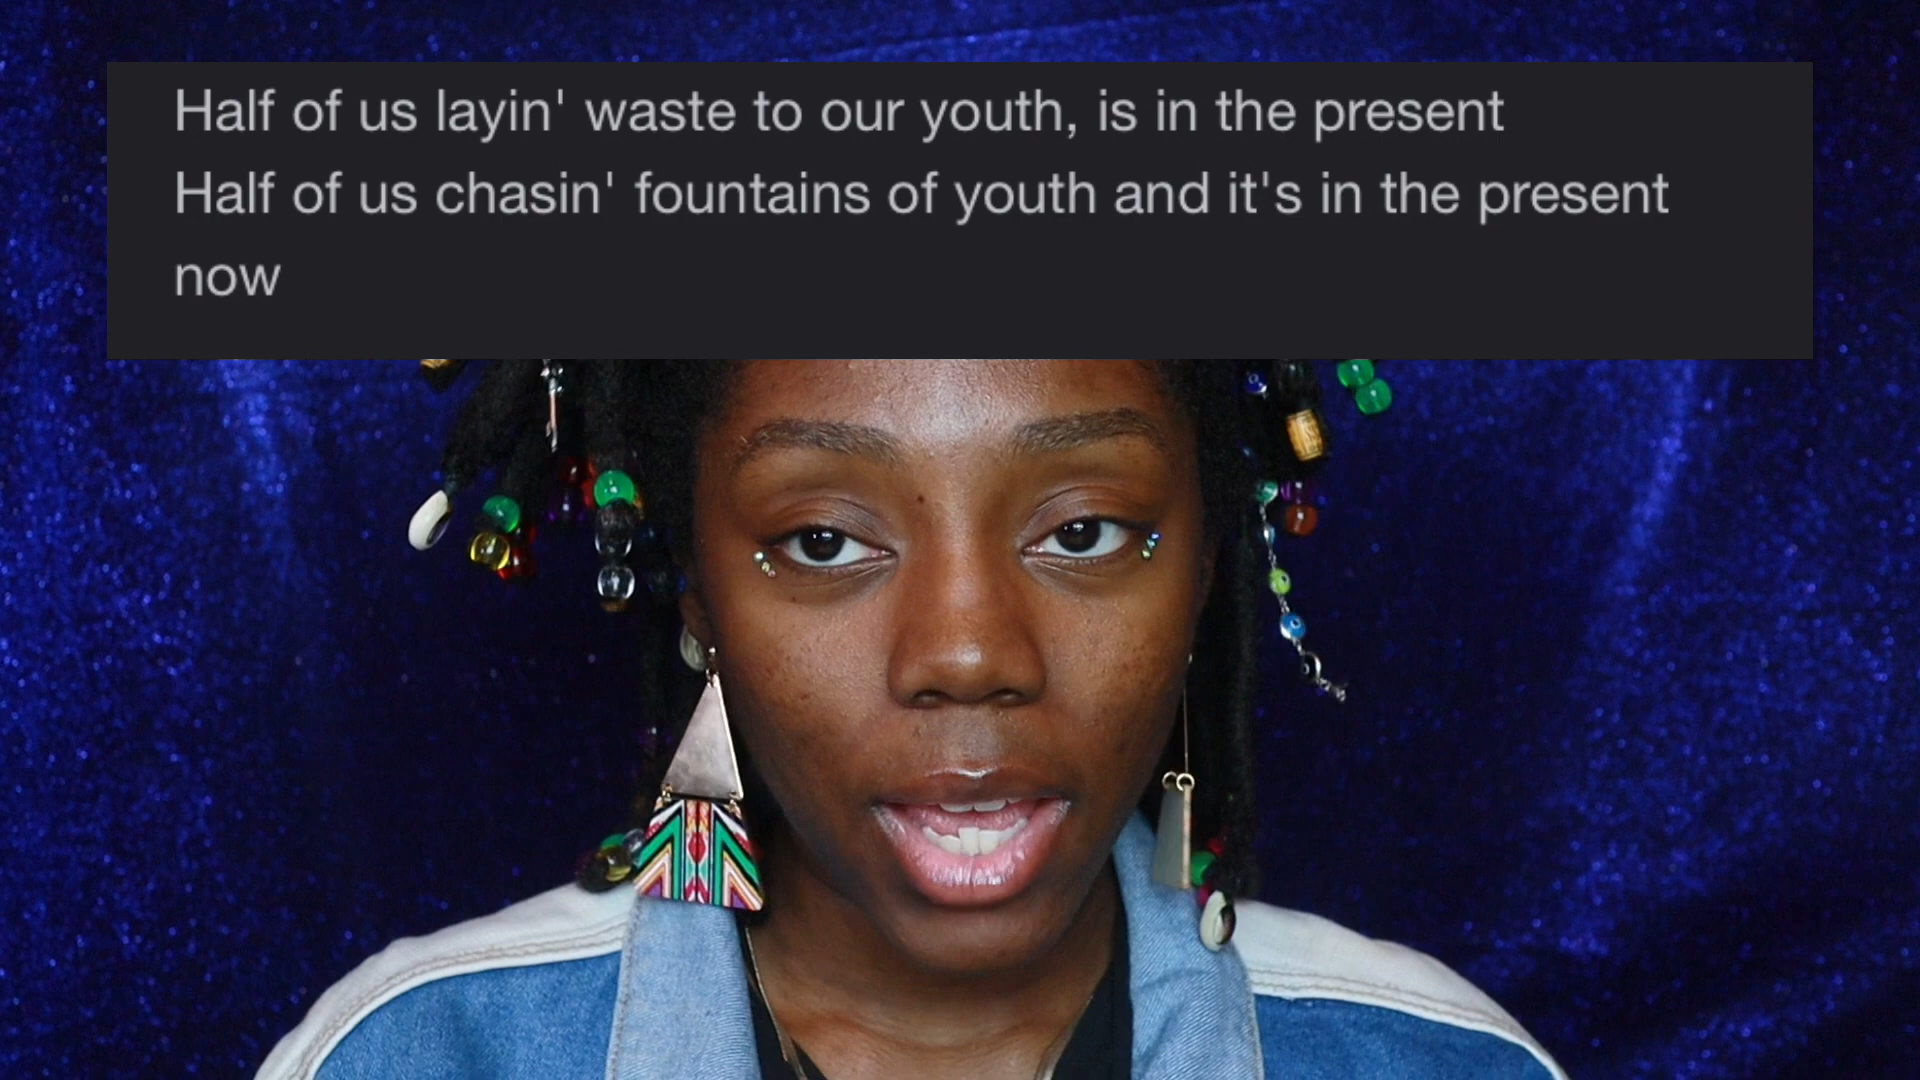 Half of us layin' waste to our youth, is in the present
Half of us chasin' fountains of youth and it's in the present
now